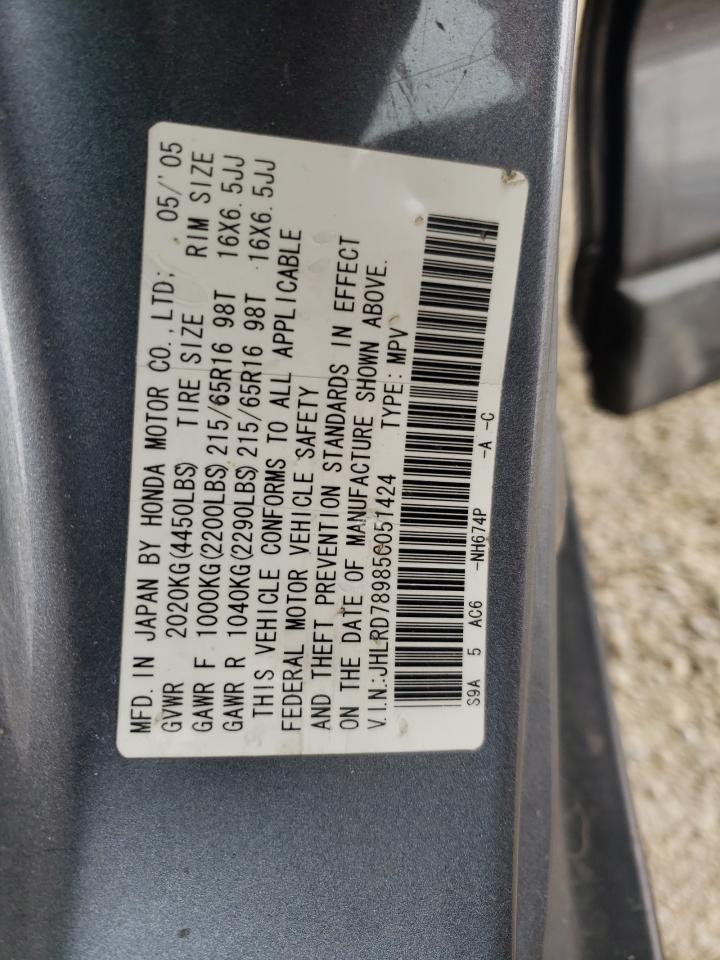 MFD. IN JAPAN BY HONDA MOTOR CO., LTD; 05/'05
GVWR 2020KG(4450LBS) TIRE SIZE RIM SIZE
GAWR F 1000KG(2200LBS) 215/65R16 98T 16X6.5JJ
GAWR R 1040KG(2290LBS) 215/65R16 98T 16X6.5JJ
THIS VEHICLE CONFORMS TO ALL APPLICABLE
FEDERAL MOTOR VEHICLE SAFETY
AND THEFT PREVENTION STANDARDS IN EFFECT
ON THE DATE OF MANUFACTURE SHOWN ABOVE.
V.I.N.:JHLRD78985C051424 TYPE: MPV
S9A 5 AC6 -NH674P -A -C